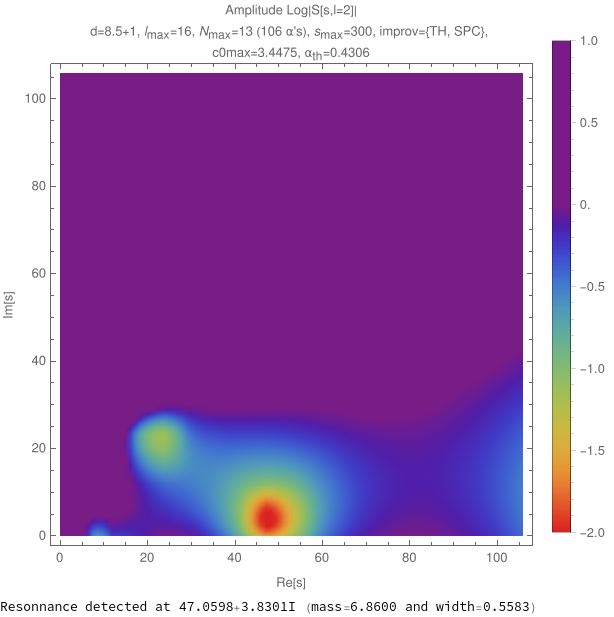 Amplitude Log|S[s,l=2]|
d=8.5+1, lmax=16, Nmax=13 (106 α's), smax=300, improv={TH, SPC},
c0max=3.4475, αth=0.4306
1.0
0.5
0.
−0.5
−1.0
−1.5
−2.0
100
80
60
40
20
0
Im[s]
0 20 40 60 80 100
Re[s]
Resonnance detected at 47.0598+3.8301I (mass=6.8600 and width=0.5583)